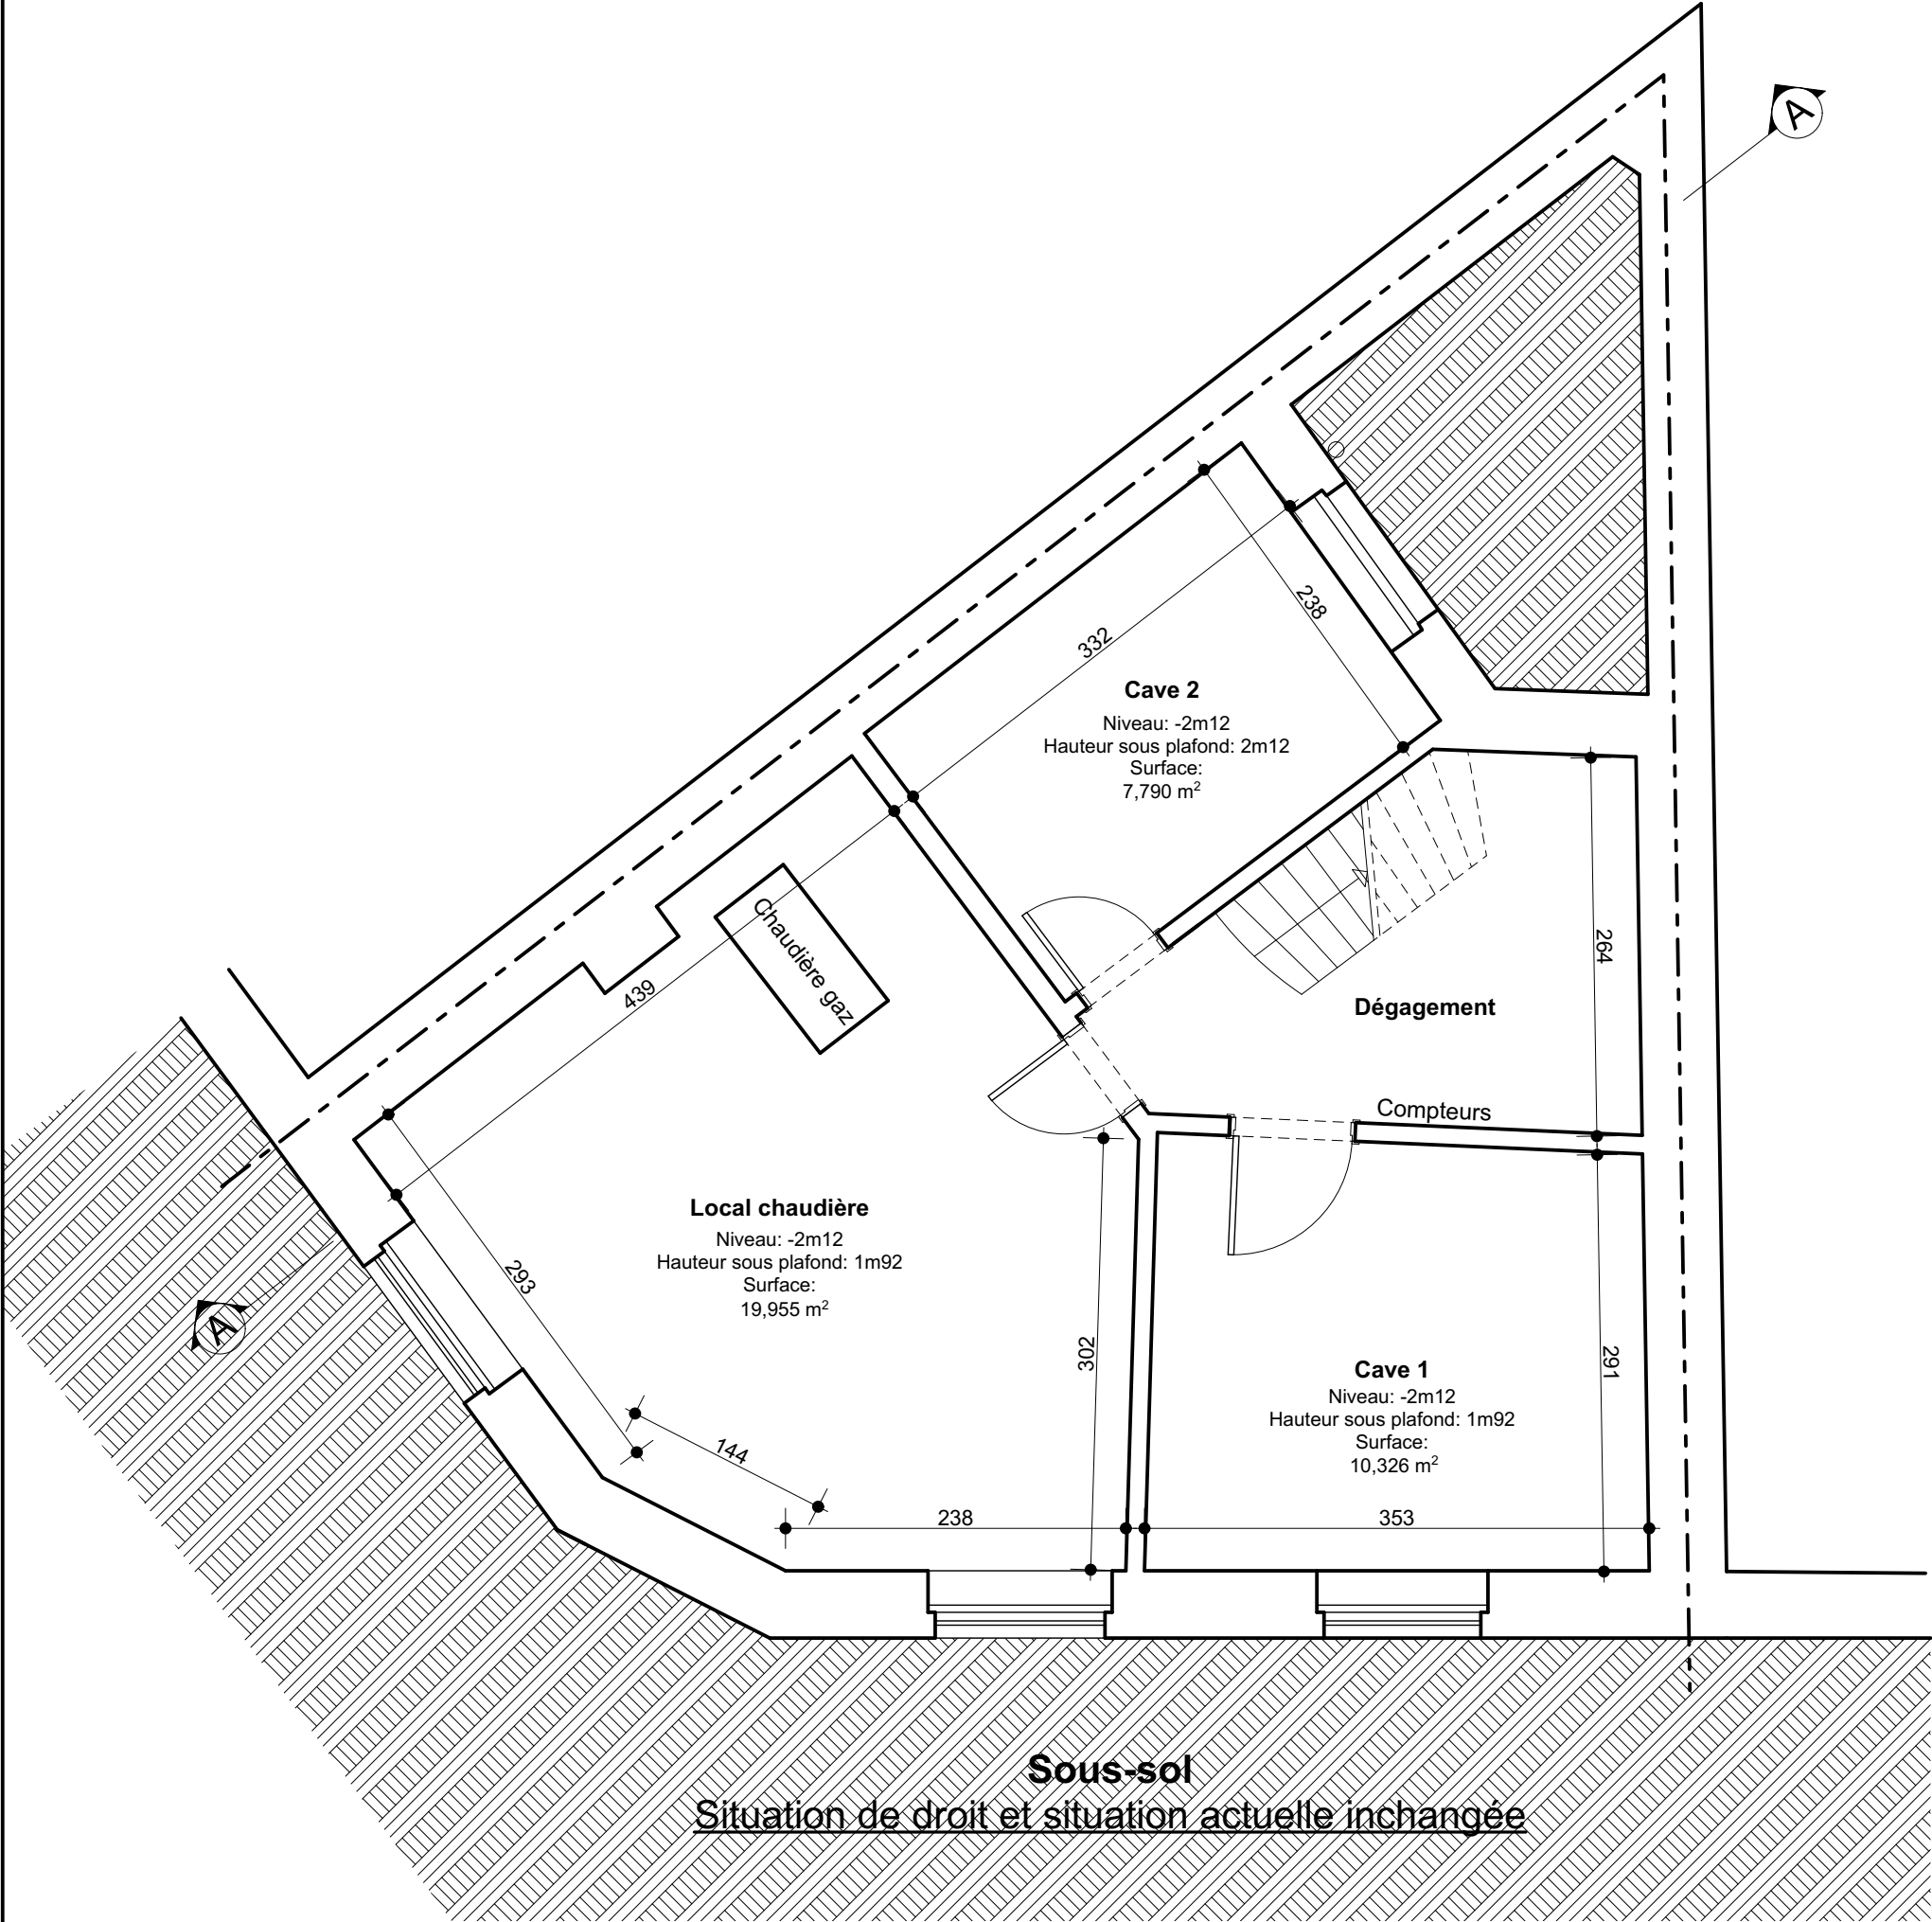 A
238
332
Cave 2
Niveau: -2m12
Hauteur sous plafond: 2m12
Surface:
7,790 m²
264
439
Chaudière gaz
Dégagement
Compteurs
Local chaudière
Niveau: -2m12
Hauteur sous plafond: 1m92
Surface:
19,955 m²
293
A
302
291
Cave 1
Niveau: -2m12
Hauteur sous plafond: 1m92
Surface:
10,326 m²
144
238
353
Sous-sol
Situation de droit et situation actuelle inchangée